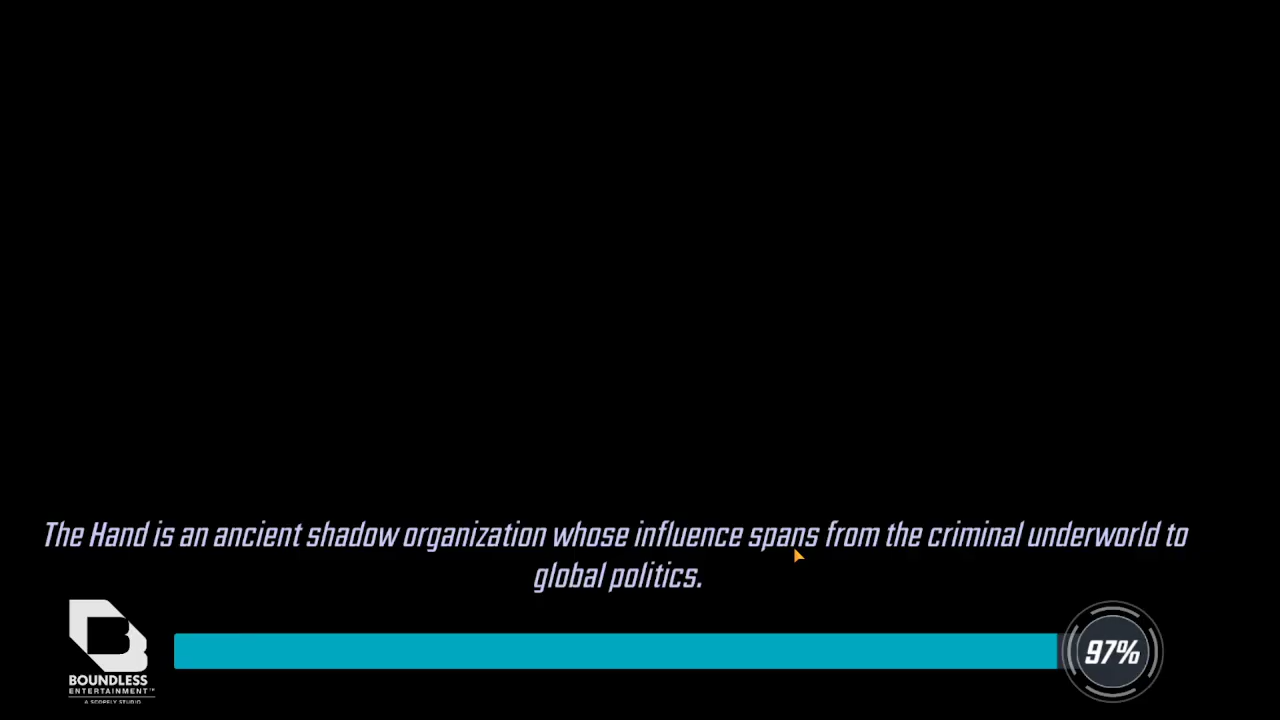 The Hand is an ancient shadow organization whose influence spans from the criminal underworld to
global politics.
97%
BOUNDLESS
ENTERTAINMENT™
A SCOPELY STUDIO